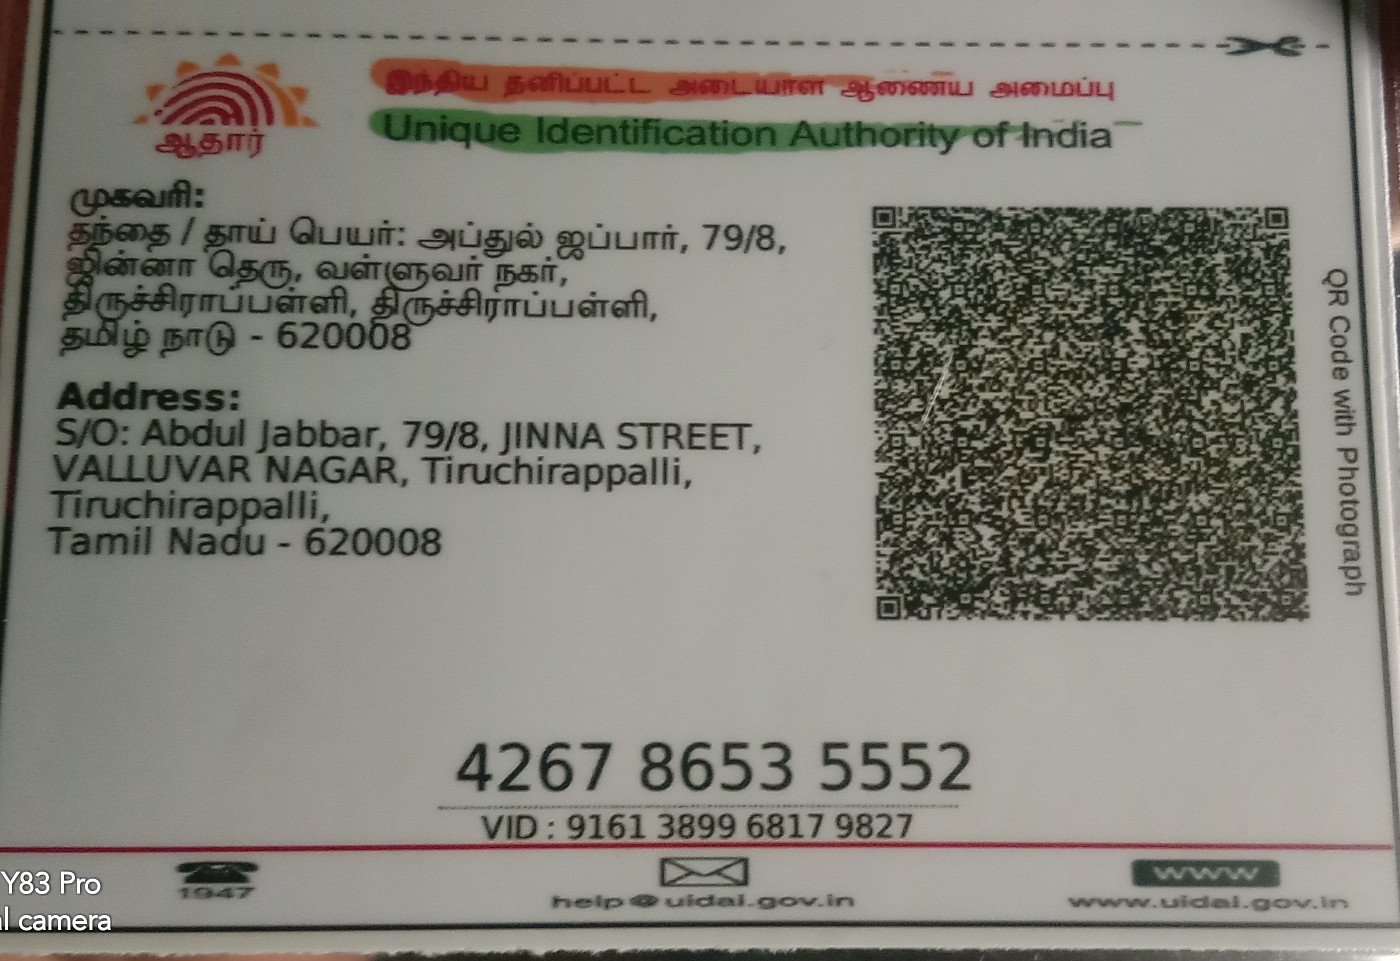 ஆதார்
இந்திய தனிப்பட்ட அடையாள ஆணைய அமைப்பு
Unique Identification Authority of India
முகவரி:
தந்தை / தாய் பெயர்: அப்துல் ஜப்பார், 79/8,
ஜின்னா தெரு, வள்ளுவர் நகர்,
திருச்சிராப்பள்ளி, திருச்சிராப்பள்ளி,
தமிழ் நாடு - 620008
Address:
S/O: Abdul Jabbar, 79/8, JINNA STREET,
VALLUVAR NAGAR, Tiruchirappalli,
Tiruchirappalli,
Tamil Nadu - 620008
QR Code with Photograph
4267 8653 5552
VID : 9161 3899 6817 9827
1947
help@uidai.gov.in
www
www.uidai.gov.in
Y83 Pro
al camera